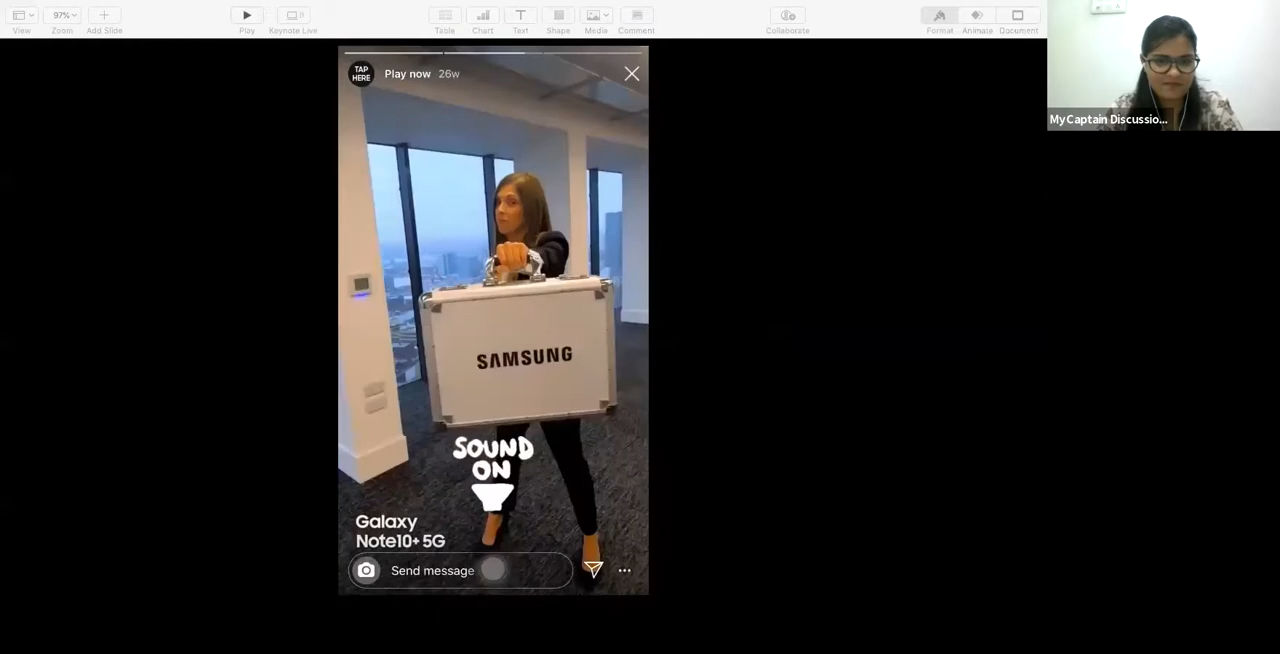 97%
View
Zoom
Add Slide
Play
Keynote Live
Table
Chart
Text
Shape
Media
Comment
Collaborate
Format
Animate
Document
TAP
HERE
Play now 26w
MyCaptain Discussio...
SAMSUNG
SOUND
ON
Galaxy
Note10+ 5G
Send message